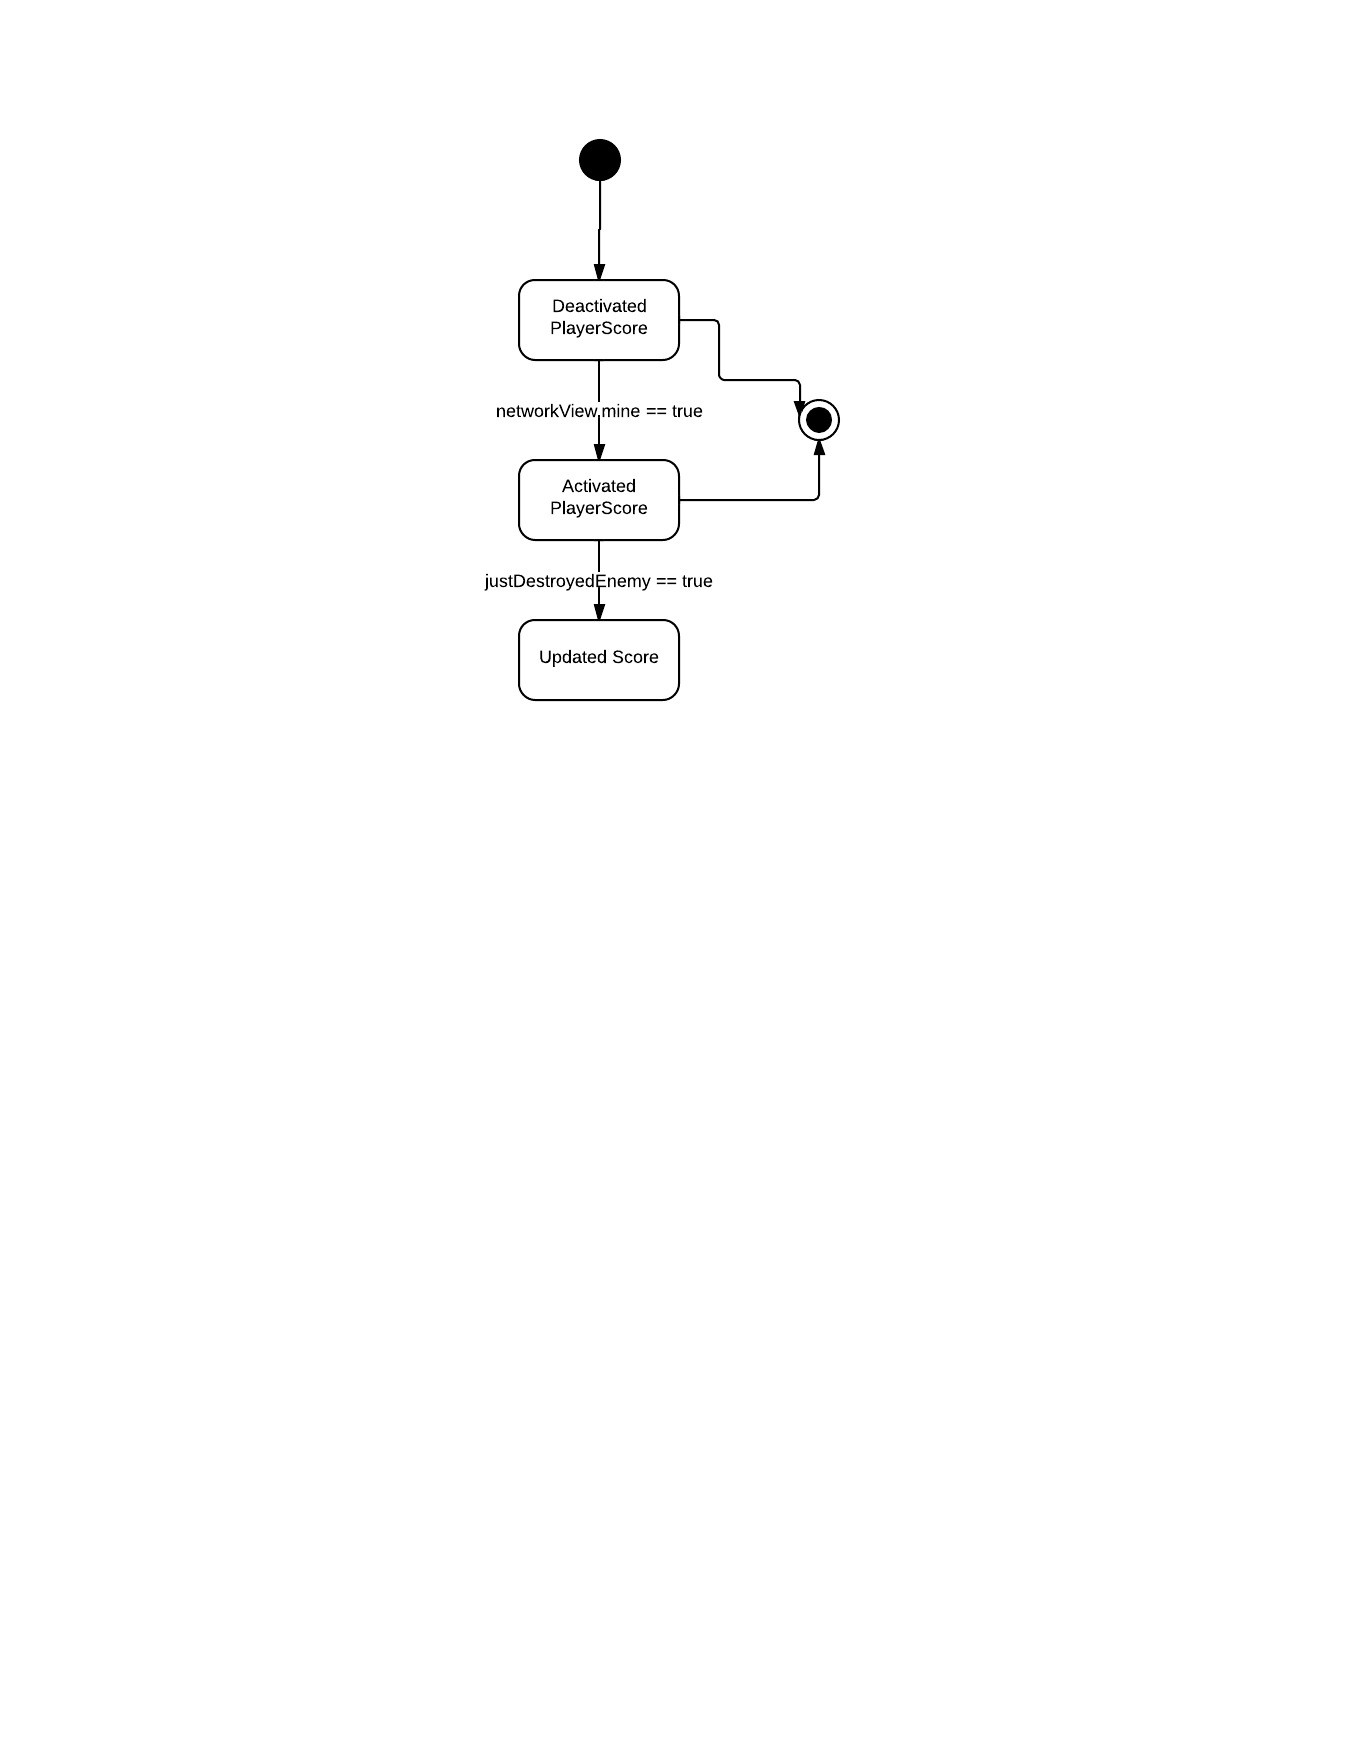 Deactivated
PlayerScore
networkView.mine == true
Activated
PlayerScore
justDestroyedEnemy == true
Updated Score